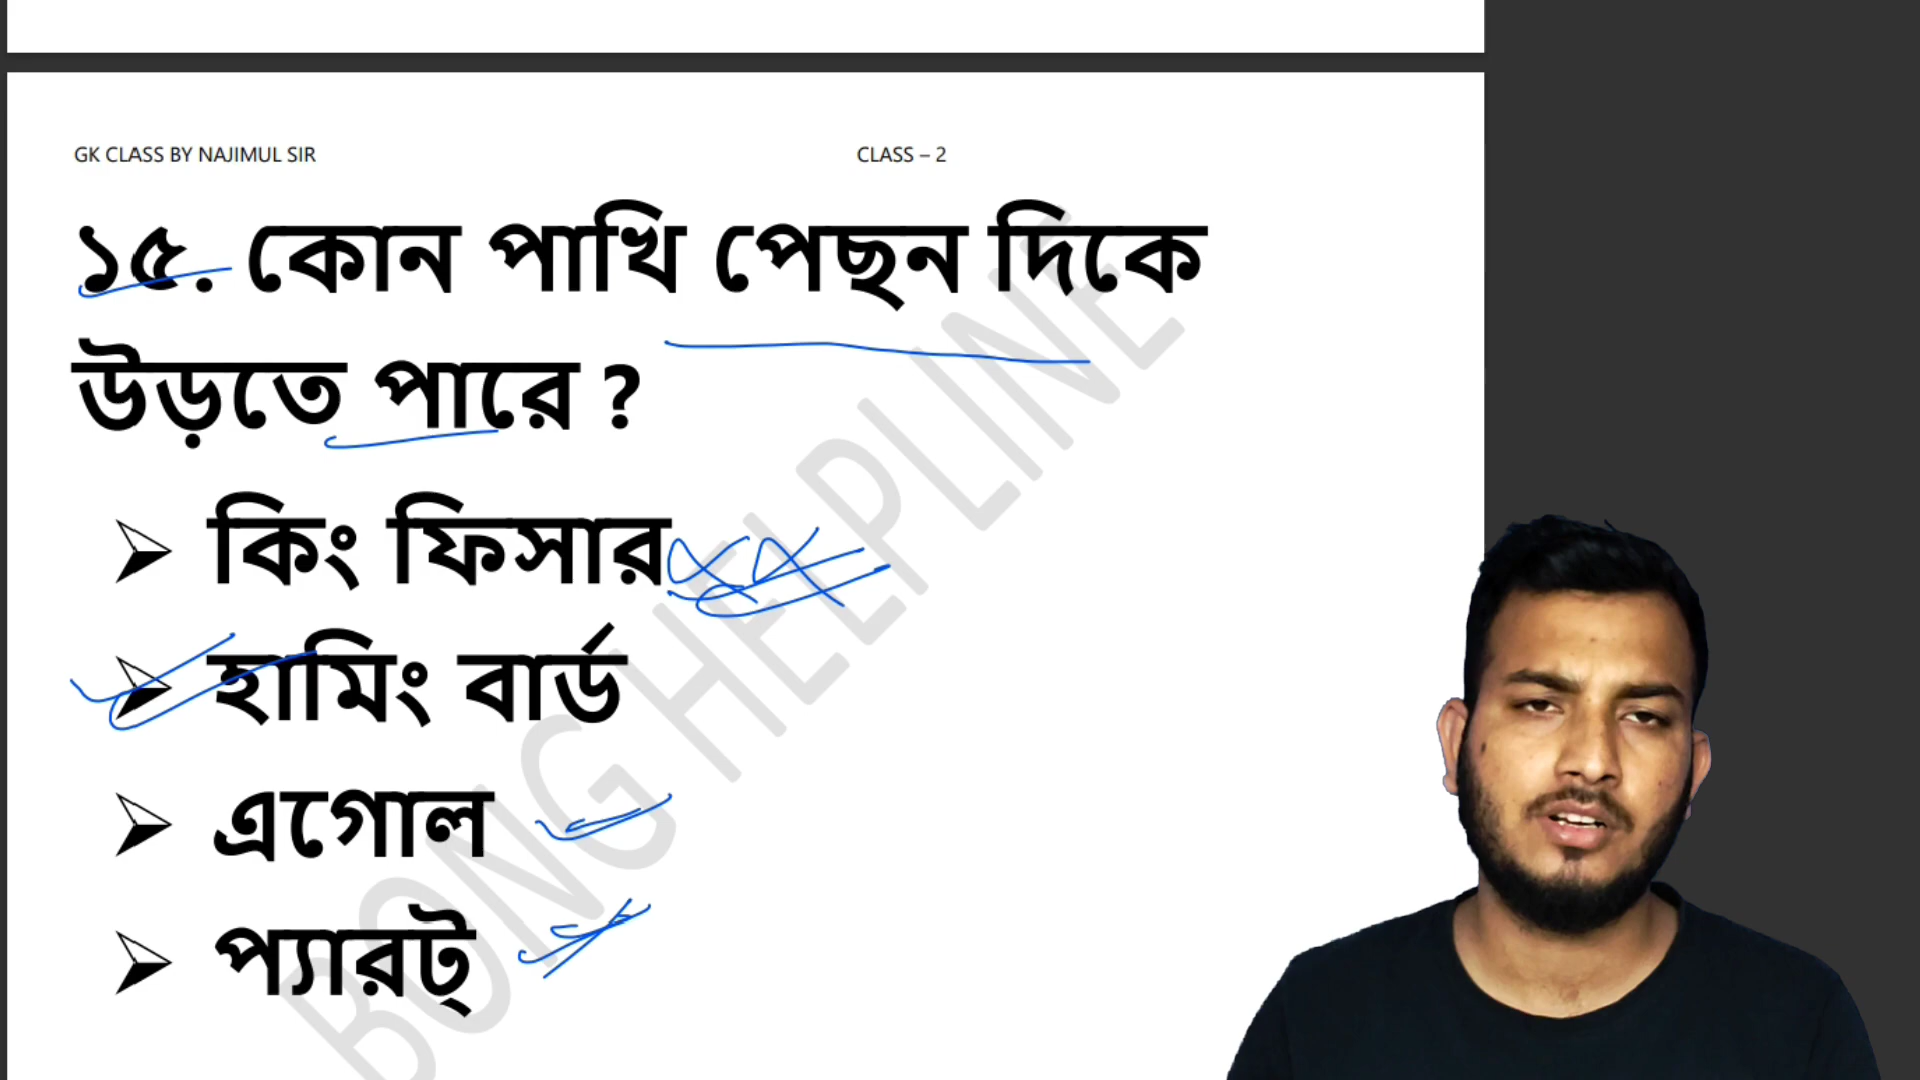 GK CLASS BY NAJIMUL SIR CLASS – 2
১৫. কোন পাখি পেছন দিকে
উড়তে পারে ?
➢ কিং ফিসার
➢ হামিং বার্ড
➢ এগোল
➢ প্যারট্
BONG HELPLINE